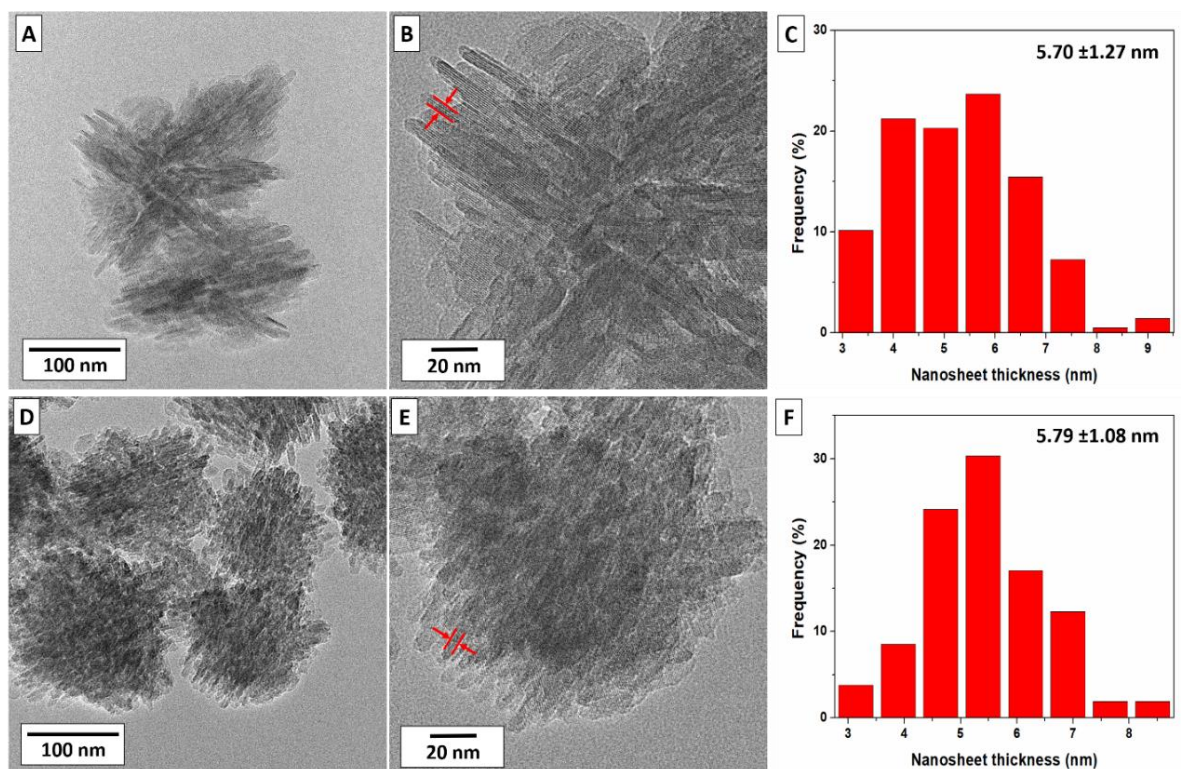 A
100 nm
B
20 nm
C
5.70 ±1.27 nm
Frequency (%)
30
20
10
0
3 4 5 6 7 8 9
Nanosheet thickness (nm)
D
100 nm
E
20 nm
F
5.79 ±1.08 nm
Frequency (%)
30
20
10
0
3 4 5 6 7 8
Nanosheet thickness (nm)